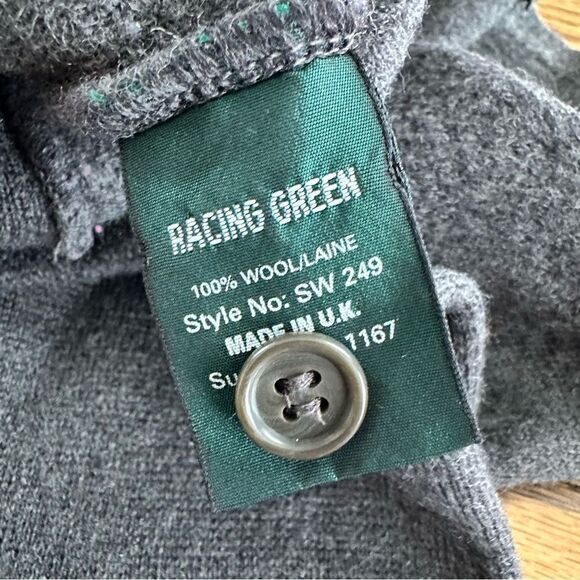 RACING GREEN
100% WOOL/LAINE
Style No: SW 249
MADE IN U.K.
1167